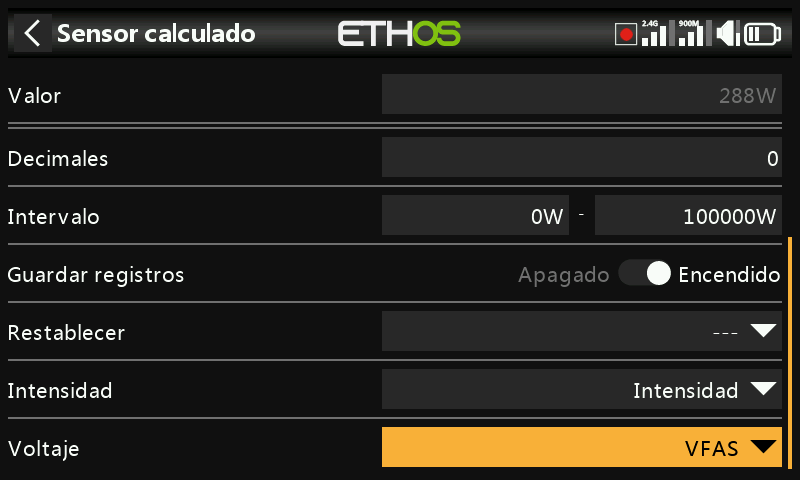 Sensor calculado ETHOS 2.4G 900M
Valor 288W
Decimales 0
Intervalo 0W - 100000W
Guardar registros Apagado Encendido
Restablecer ---
Intensidad Intensidad
Voltaje VFAS